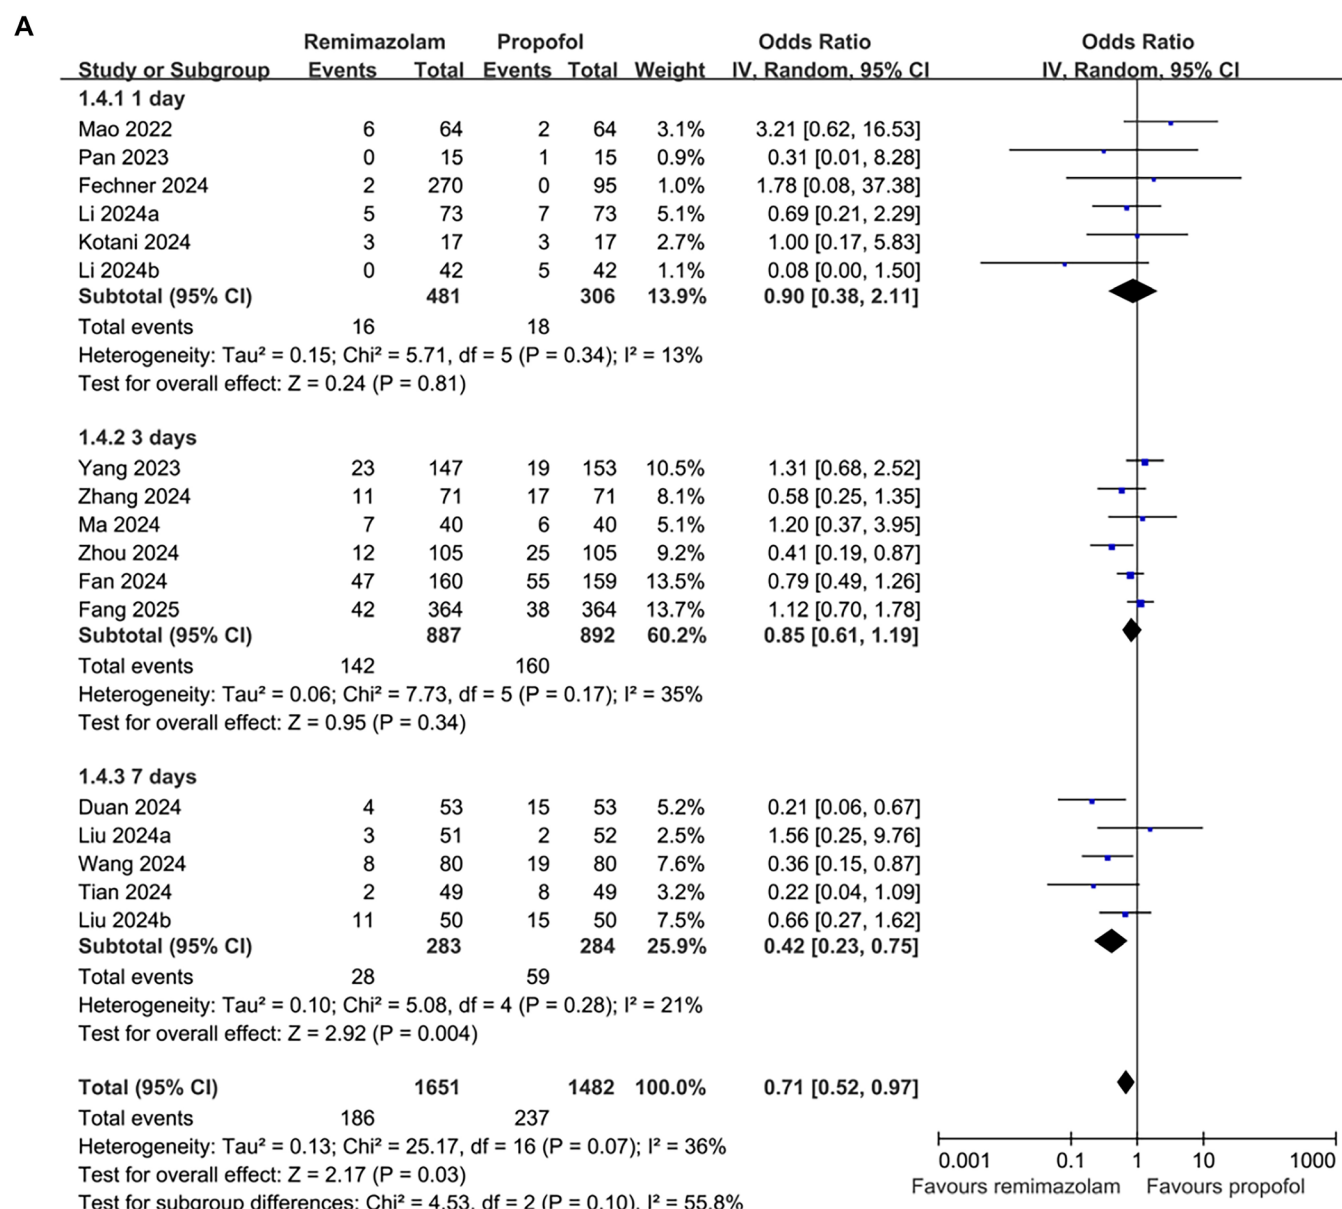 A
Remimazolam Propofol Odds Ratio Odds Ratio
Study or Subgroup Events Total Events Total Weight IV, Random, 95% CI IV, Random, 95% CI
1.4.1 1 day
Mao 2022 6 64 2 64 3.1% 3.21 [0.62, 16.53]
Pan 2023 0 15 1 15 0.9% 0.31 [0.01, 8.28]
Fechner 2024 2 270 0 95 1.0% 1.78 [0.08, 37.38]
Li 2024a 5 73 7 73 5.1% 0.69 [0.21, 2.29]
Kotani 2024 3 17 3 17 2.7% 1.00 [0.17, 5.83]
Li 2024b 0 42 5 42 1.1% 0.08 [0.00, 1.50]
Subtotal (95% CI) 481 306 13.9% 0.90 [0.38, 2.11]
Total events 16 18
Heterogeneity: Tau² = 0.15; Chi² = 5.71, df = 5 (P = 0.34); I² = 13%
Test for overall effect: Z = 0.24 (P = 0.81)
1.4.2 3 days
Yang 2023 23 147 19 153 10.5% 1.31 [0.68, 2.52]
Zhang 2024 11 71 17 71 8.1% 0.58 [0.25, 1.35]
Ma 2024 7 40 6 40 5.1% 1.20 [0.37, 3.95]
Zhou 2024 12 105 25 105 9.2% 0.41 [0.19, 0.87]
Fan 2024 47 160 55 159 13.5% 0.79 [0.49, 1.26]
Fang 2025 42 364 38 364 13.7% 1.12 [0.70, 1.78]
Subtotal (95% CI) 887 892 60.2% 0.85 [0.61, 1.19]
Total events 142 160
Heterogeneity: Tau² = 0.06; Chi² = 7.73, df = 5 (P = 0.17); I² = 35%
Test for overall effect: Z = 0.95 (P = 0.34)
1.4.3 7 days
Duan 2024 4 53 15 53 5.2% 0.21 [0.06, 0.67]
Liu 2024a 3 51 2 52 2.5% 1.56 [0.25, 9.76]
Wang 2024 8 80 19 80 7.6% 0.36 [0.15, 0.87]
Tian 2024 2 49 8 49 3.2% 0.22 [0.04, 1.09]
Liu 2024b 11 50 15 50 7.5% 0.66 [0.27, 1.62]
Subtotal (95% CI) 283 284 25.9% 0.42 [0.23, 0.75]
Total events 28 59
Heterogeneity: Tau² = 0.10; Chi² = 5.08, df = 4 (P = 0.28); I² = 21%
Test for overall effect: Z = 2.92 (P = 0.004)
Total (95% CI) 1651 1482 100.0% 0.71 [0.52, 0.97]
Total events 186 237
Heterogeneity: Tau² = 0.13; Chi² = 25.17, df = 16 (P = 0.07); I² = 36%
Test for overall effect: Z = 2.17 (P = 0.03)
Test for subgroup differences: Chi² = 4.53, df = 2 (P = 0.10), I² = 55.8%
0.001 0.1 1 10 1000
Favours remimazolam Favours propofol